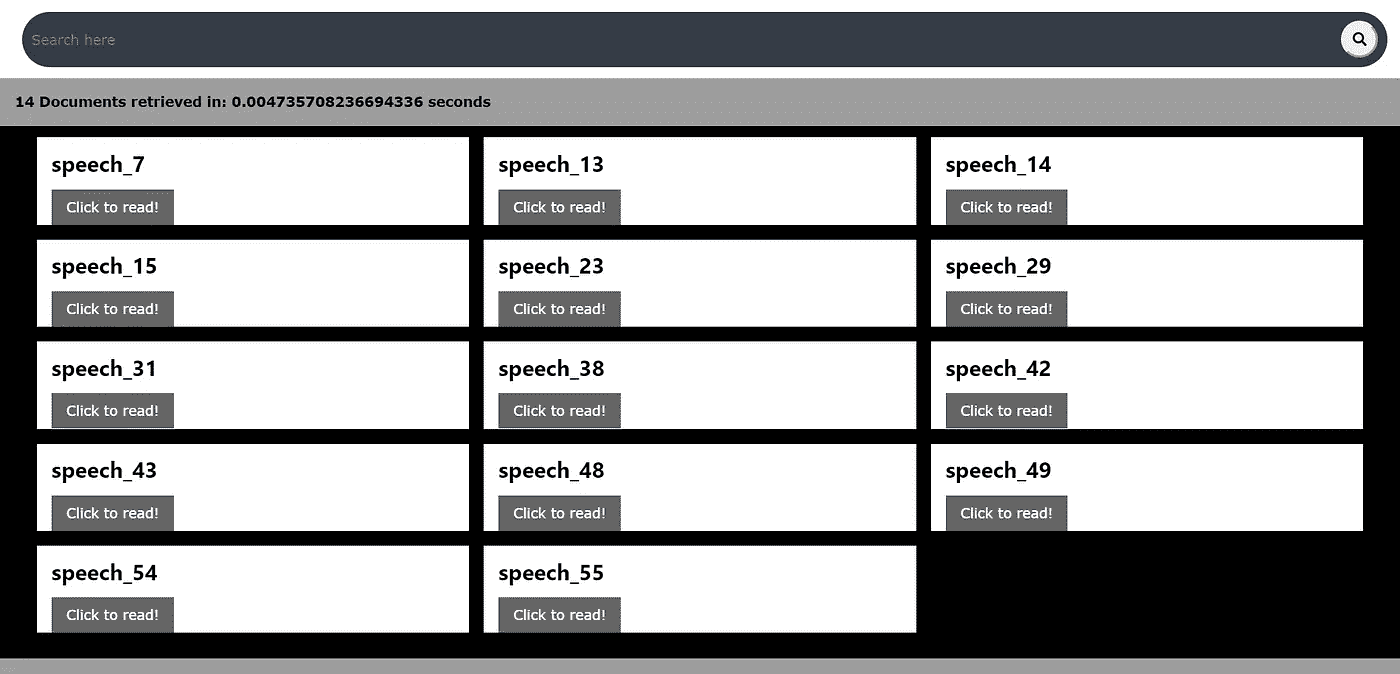 Search here
14 Documents retrieved in: 0.004735708236694336 seconds
speech_7
Click to read!
speech_13
Click to read!
speech_14
Click to read!
speech_15
Click to read!
speech_23
Click to read!
speech_29
Click to read!
speech_31
Click to read!
speech_38
Click to read!
speech_42
Click to read!
speech_43
Click to read!
speech_48
Click to read!
speech_49
Click to read!
speech_54
Click to read!
speech_55
Click to read!